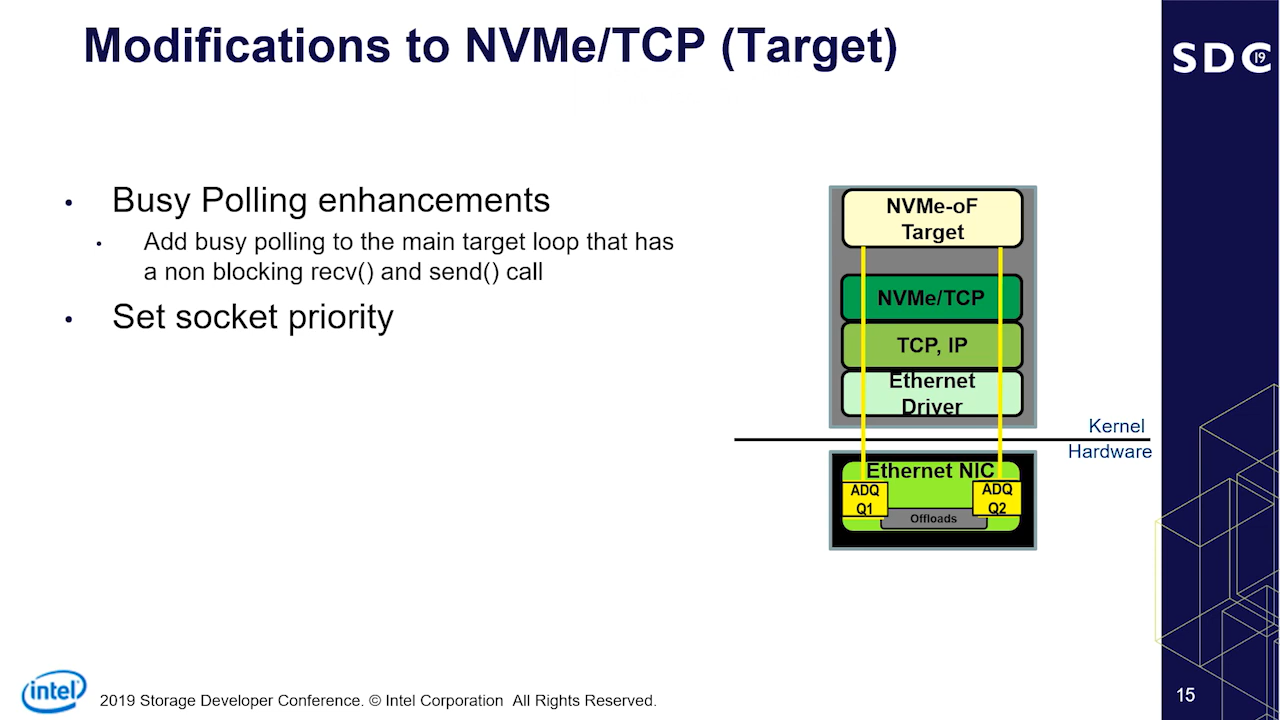 Modifications to NVMe/TCP (Target)
SDC 19
• Busy Polling enhancements
• Add busy polling to the main target loop that has
a non blocking recv() and send() call
• Set socket priority
NVMe-oF
Target
NVMe/TCP
TCP, IP
Ethernet
Driver
Kernel
Hardware
Ethernet NIC
ADQ
Q1
ADQ
Q2
Offloads
intel
2019 Storage Developer Conference. © Intel Corporation All Rights Reserved.
15